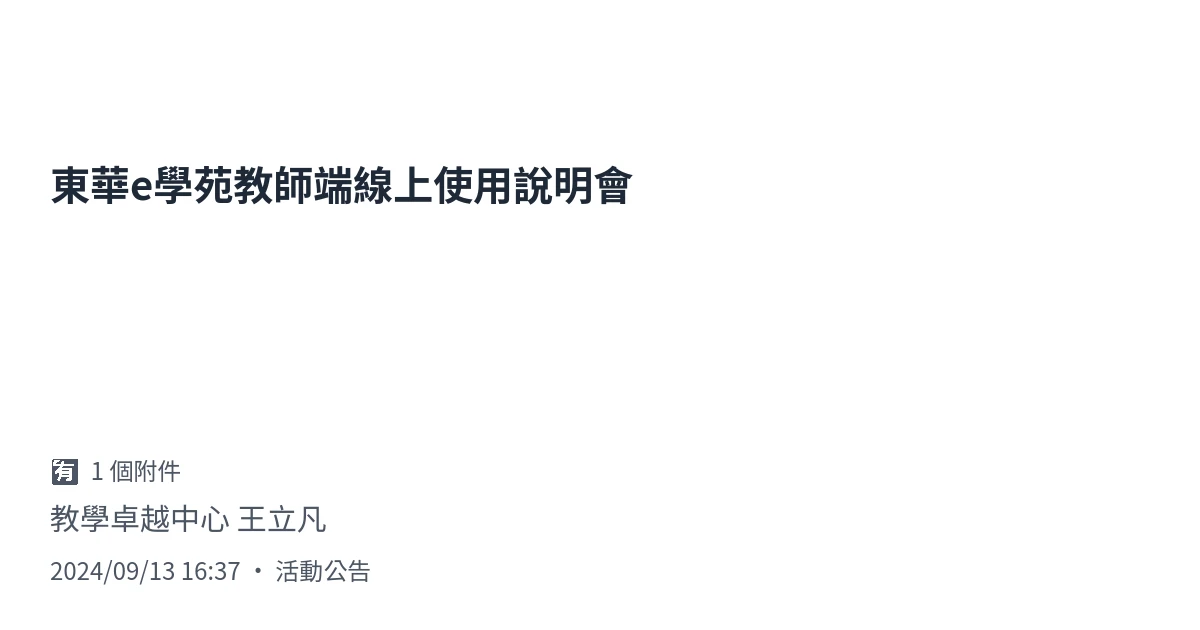 東華e學苑教師端線上使用說明會
🈶 1 個附件
教學卓越中心 王立凡
2024/09/13 16:37 ・ 活動公告